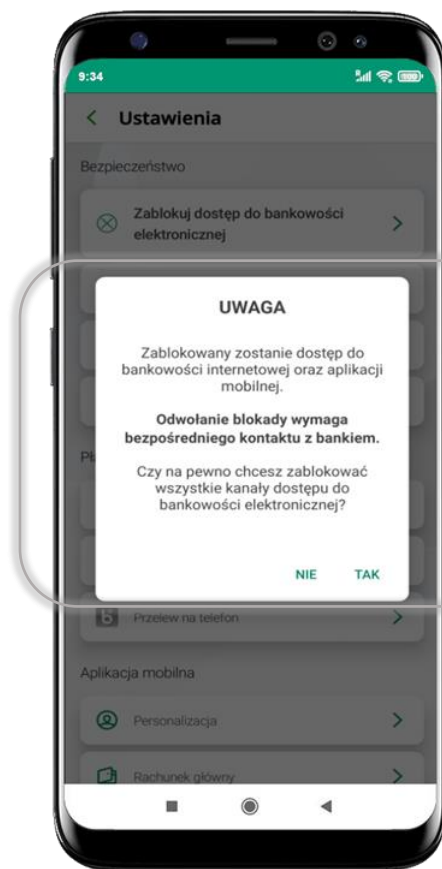 9:34
Ustawienia
Bezpieczeństwo
Zablokuj dostęp do bankowości
elektronicznej
UWAGA
Zablokowany zostanie dostęp do
bankowości internetowej oraz aplikacji
mobilnej.
Odwołanie blokady wymaga
bezpośredniego kontaktu z bankiem.
Czy na pewno chcesz zablokować
wszystkie kanały dostępu do
bankowości elektronicznej?
NIE TAK
Przelew na telefon
Aplikacja mobilna
Personalizacja
Rachunek główny